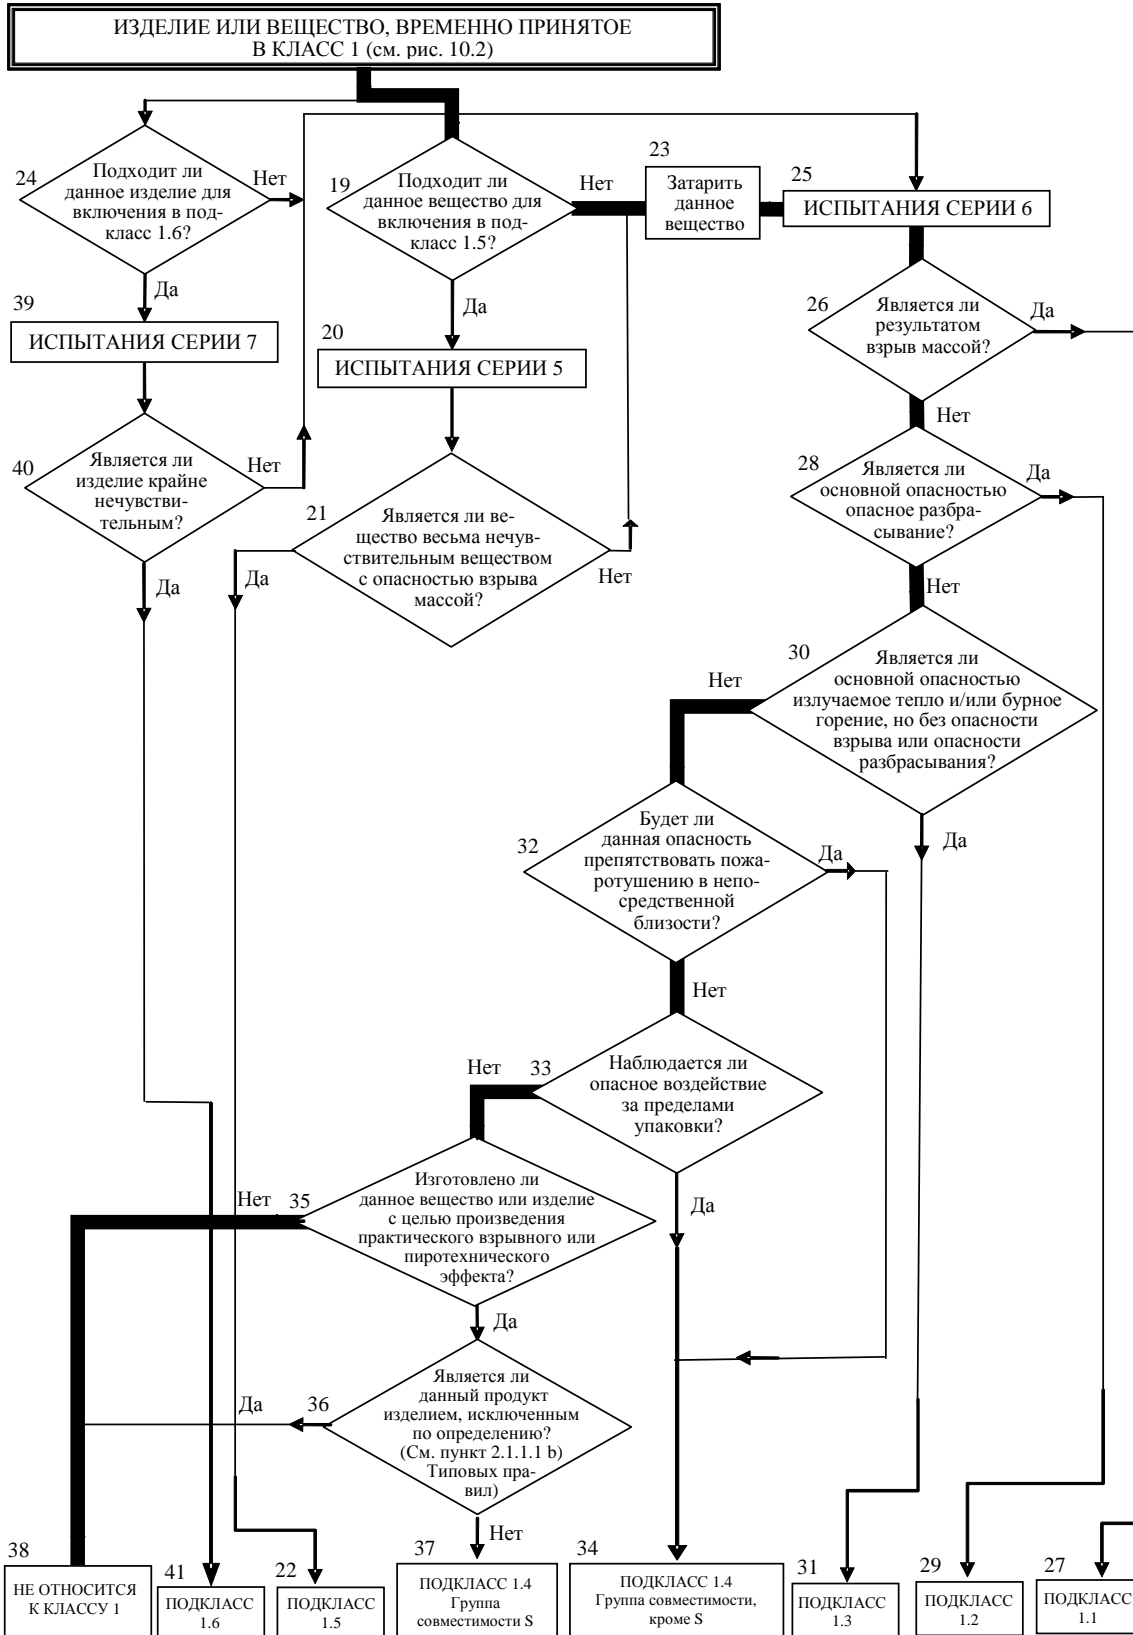 ИЗДЕЛИЕ ИЛИ ВЕЩЕСТВО, ВРЕМЕННО ПРИНЯТОЕ
В КЛАСС 1 (см. рис. 10.2)
24
Подходит ли
данное изделие для
включения в под-
класс 1.6?
Нет
Да
19
Подходит ли
данное вещество для
включения в под-
класс 1.5?
Нет
Да
23
Затарить
данное
вещество
25
ИСПЫТАНИЯ СЕРИИ 6
39
ИСПЫТАНИЯ СЕРИИ 7
20
ИСПЫТАНИЯ СЕРИИ 5
26
Является ли
результатом
взрыв массой?
Да
Нет
40
Является ли
изделие крайне
нечувстви-
тельным?
Нет
Да
21
Является ли ве-
щество весьма нечув-
ствительным веществом
с опасностью взрыва
массой?
Да
Нет
28
Является ли
основной опасностью
опасное разбра-
сывание?
Да
Нет
30
Является ли
основной опасностью
излучаемое тепло и/или бурное
горение, но без опасности
взрыва или опасности
разбрасывания?
Нет
Да
32
Будет ли
данная опасность
препятствовать пожа-
ротушению в непо-
средственной
близости?
Да
Нет
33
Наблюдается ли
опасное воздействие
за пределами
упаковки?
Нет
Да
35
Изготовлено ли
данное вещество или изделие
с целью произведения
практического взрывного или
пиротехнического
эффекта?
Нет
Да
36
Является ли
данный продукт
изделием, исключенным
по определению?
(См. пункт 2.1.1.1 b)
Типовых пра-
вил)
Да
Нет
38
НЕ ОТНОСИТСЯ
К КЛАССУ 1
41
ПОДКЛАСС
1.6
22
ПОДКЛАСС
1.5
37
ПОДКЛАСС 1.4
Группа
совместимости S
34
ПОДКЛАСС 1.4
Группа совместимости,
кроме S
31
ПОДКЛАСС
1.3
29
ПОДКЛАСС
1.2
27
ПОДКЛАСС
1.1